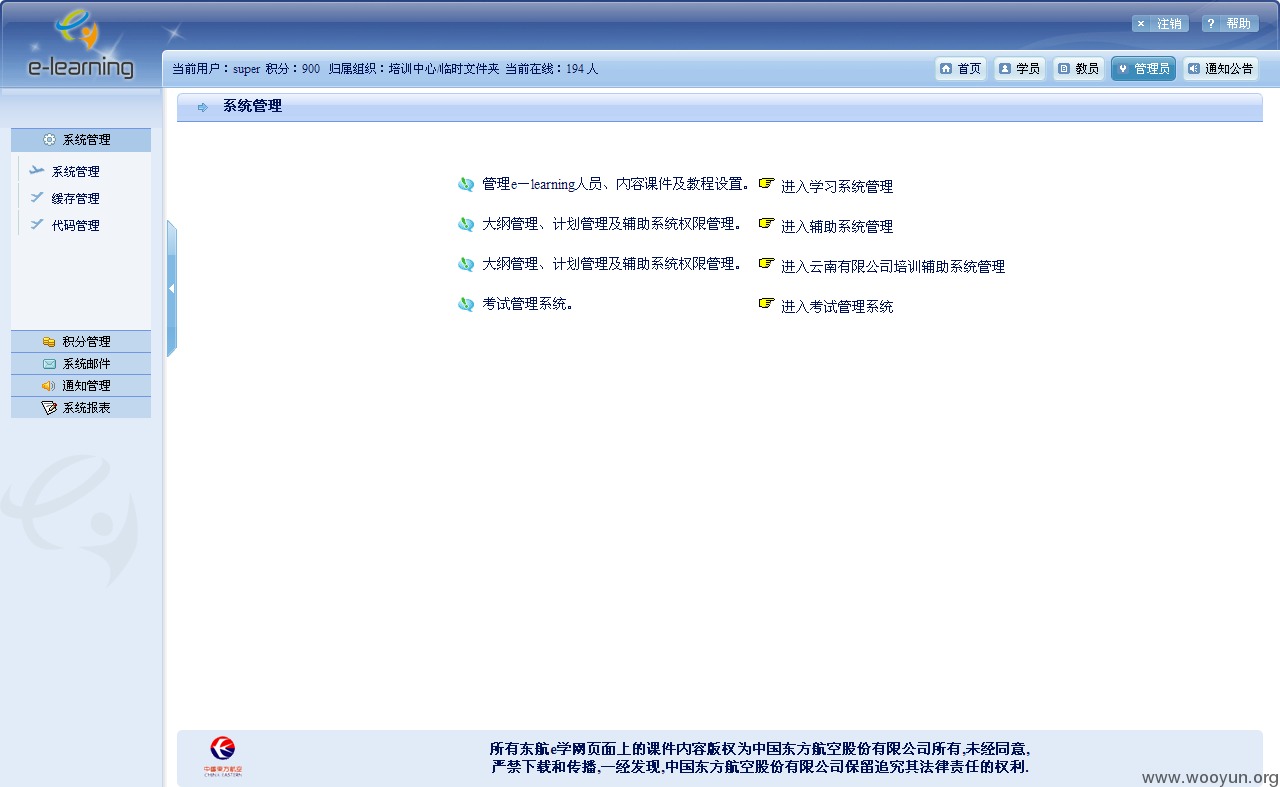 × 注销 ? 帮助
e-learning
当前用户：super 积分：900 归属组织：培训中心/临时文件夹 当前在线：194 人
首页 学员 教员 管理员 通知公告
系统管理
系统管理
系统管理
缓存管理
代码管理
积分管理
系统邮件
通知管理
系统报表
管理e一learning人员、内容课件及教程设置。 进入学习系统管理
大纲管理、计划管理及辅助系统权限管理。 进入辅助系统管理
大纲管理、计划管理及辅助系统权限管理。 进入云南有限公司培训辅助系统管理
考试管理系统。 进入考试管理系统
中国东方航空
CHINA EASTERN
所有东航e学网页面上的课件内容版权为中国东方航空股份有限公司所有,未经同意,
严禁下载和传播,一经发现,中国东方航空股份有限公司保留追究其法律责任的权利.
www.wooyun.org